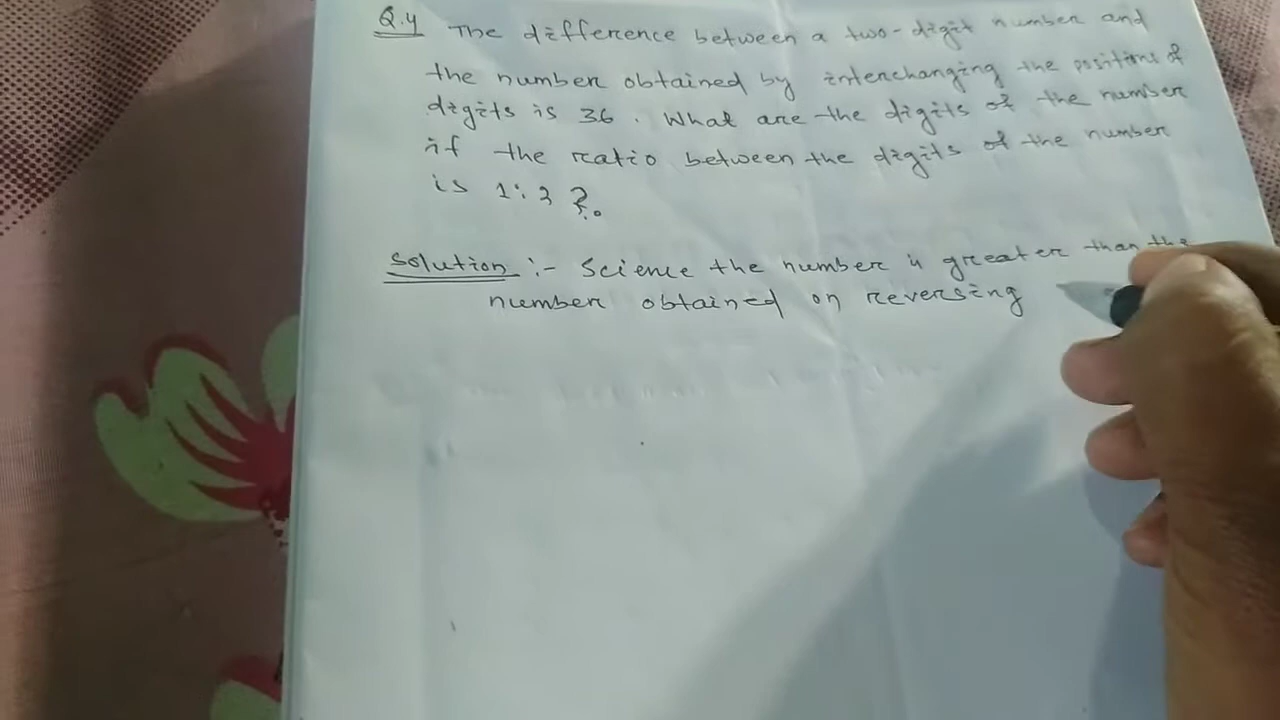 Q.4 The difference between a two-digit number and
the number obtained by interchanging the positions of
digits is 36. What are the digits of the number
if the ratio between the digits of the number
is 1:2 ?
Solution :- Science the number is greater than the
number obtained on reversing